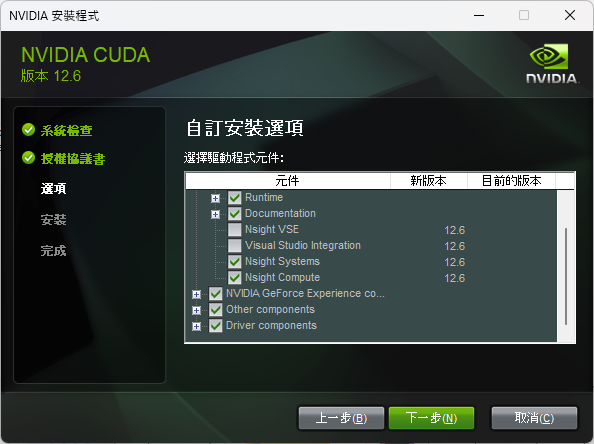 NVIDIA 安裝程式
NVIDIA CUDA
版本 12.6
NVIDIA.
系統檢查
授權協議書
選項
安裝
完成
自訂安裝選項
選擇驅動程式元件:
元件 新版本 目前的版本
Runtime
Documentation
Nsight VSE 12.6
Visual Studio Integration 12.6
Nsight Systems 12.6
Nsight Compute 12.6
NVIDIA GeForce Experience co...
Other components
Driver components
上一步(B) 下一步(N) 取消(C)